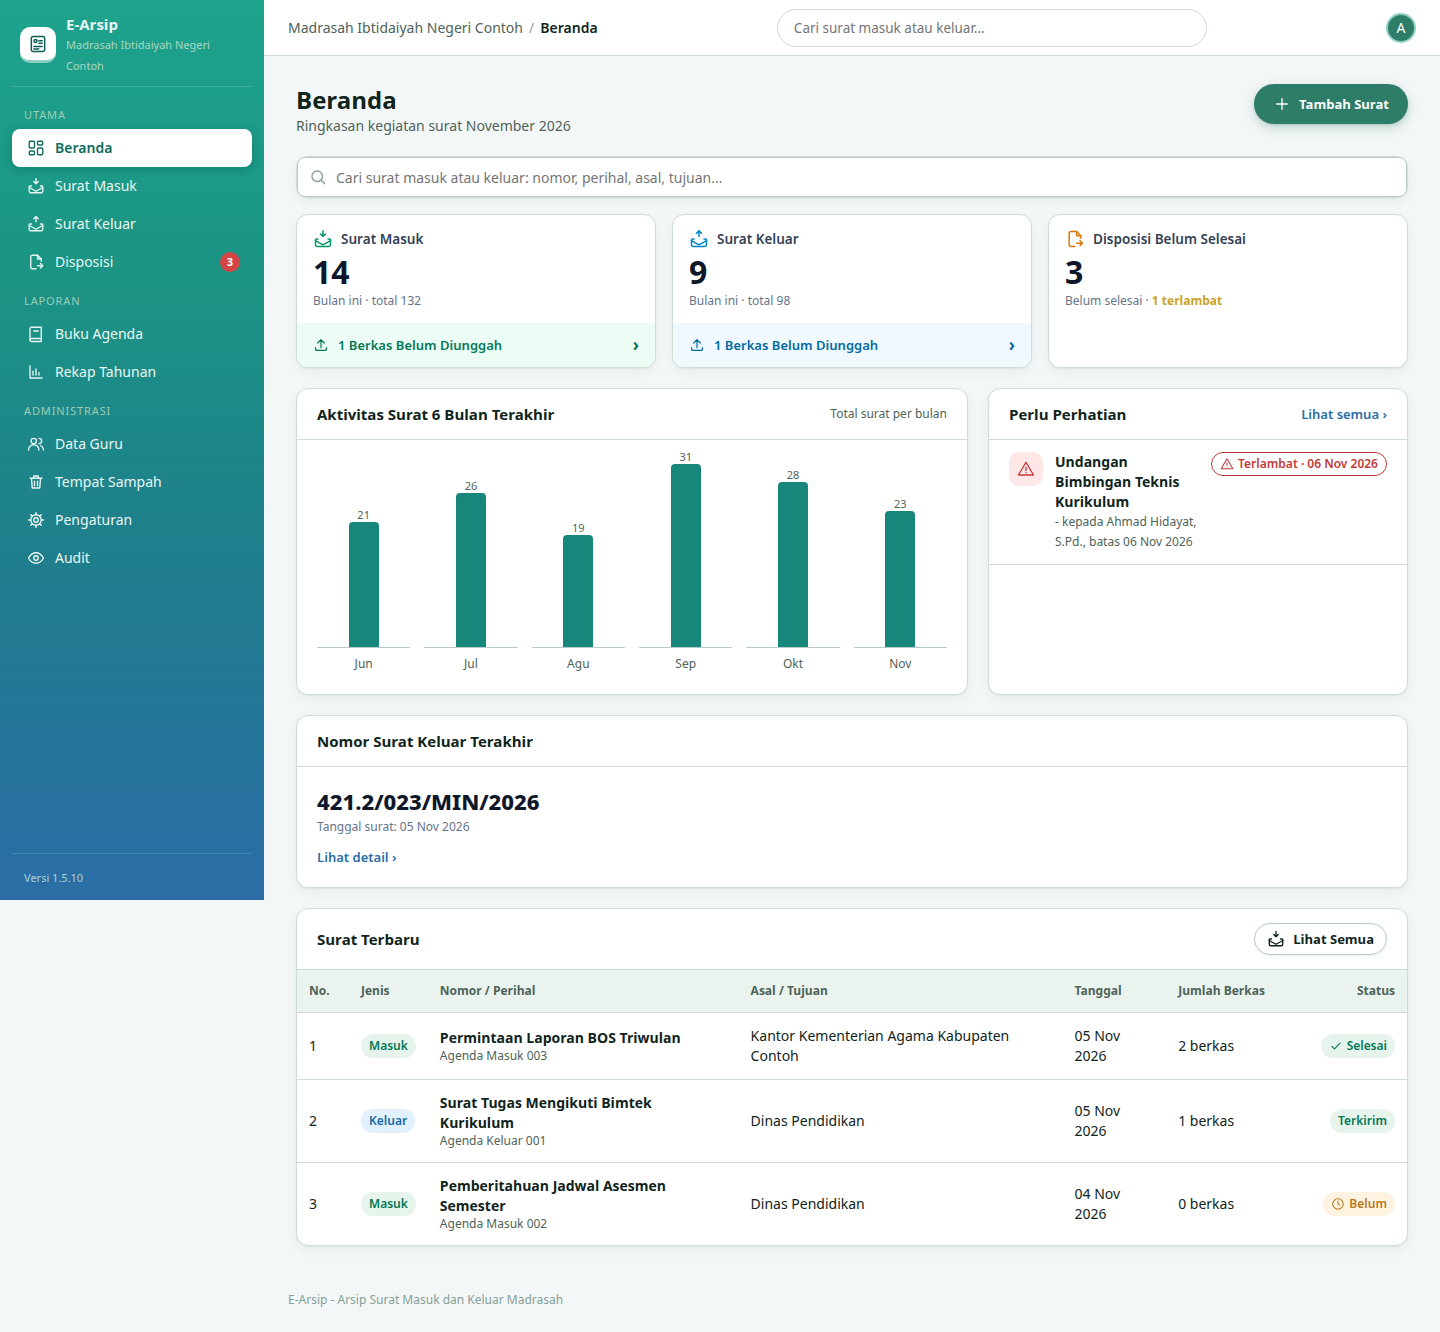 E-Arsip
Madrasah Ibtidaiyah Negeri
Contoh
UTAMA
Beranda
Surat Masuk
Surat Keluar
Disposisi 3
LAPORAN
Buku Agenda
Rekap Tahunan
ADMINISTRASI
Data Guru
Tempat Sampah
Pengaturan
Audit
Versi 1.5.10
Madrasah Ibtidaiyah Negeri Contoh / Beranda
Cari surat masuk atau keluar...
A
Beranda
Ringkasan kegiatan surat November 2026
Tambah Surat
Cari surat masuk atau keluar: nomor, perihal, asal, tujuan...
Surat Masuk
14
Bulan ini · total 132
1 Berkas Belum Diunggah ›
Surat Keluar
9
Bulan ini · total 98
1 Berkas Belum Diunggah ›
Disposisi Belum Selesai
3
Belum selesai · 1 terlambat
Aktivitas Surat 6 Bulan Terakhir
Total surat per bulan
21
26
19
31
28
23
Jun
Jul
Agu
Sep
Okt
Nov
Perlu Perhatian
Lihat semua ›
Undangan
Bimbingan Teknis
Kurikulum
- kepada Ahmad Hidayat,
S.Pd., batas 06 Nov 2026
Terlambat · 06 Nov 2026
Nomor Surat Keluar Terakhir
421.2/023/MIN/2026
Tanggal surat: 05 Nov 2026
Lihat detail ›
Surat Terbaru
Lihat Semua
No. Jenis Nomor / Perihal Asal / Tujuan Tanggal Jumlah Berkas Status
1
Masuk
Permintaan Laporan BOS Triwulan
Agenda Masuk 003
Kantor Kementerian Agama Kabupaten
Contoh
05 Nov
2026
2 berkas
Selesai
2
Keluar
Surat Tugas Mengikuti Bimtek
Kurikulum
Agenda Keluar 001
Dinas Pendidikan
05 Nov
2026
1 berkas
Terkirim
3
Masuk
Pemberitahuan Jadwal Asesmen
Semester
Agenda Masuk 002
Dinas Pendidikan
04 Nov
2026
0 berkas
Belum
E-Arsip - Arsip Surat Masuk dan Keluar Madrasah